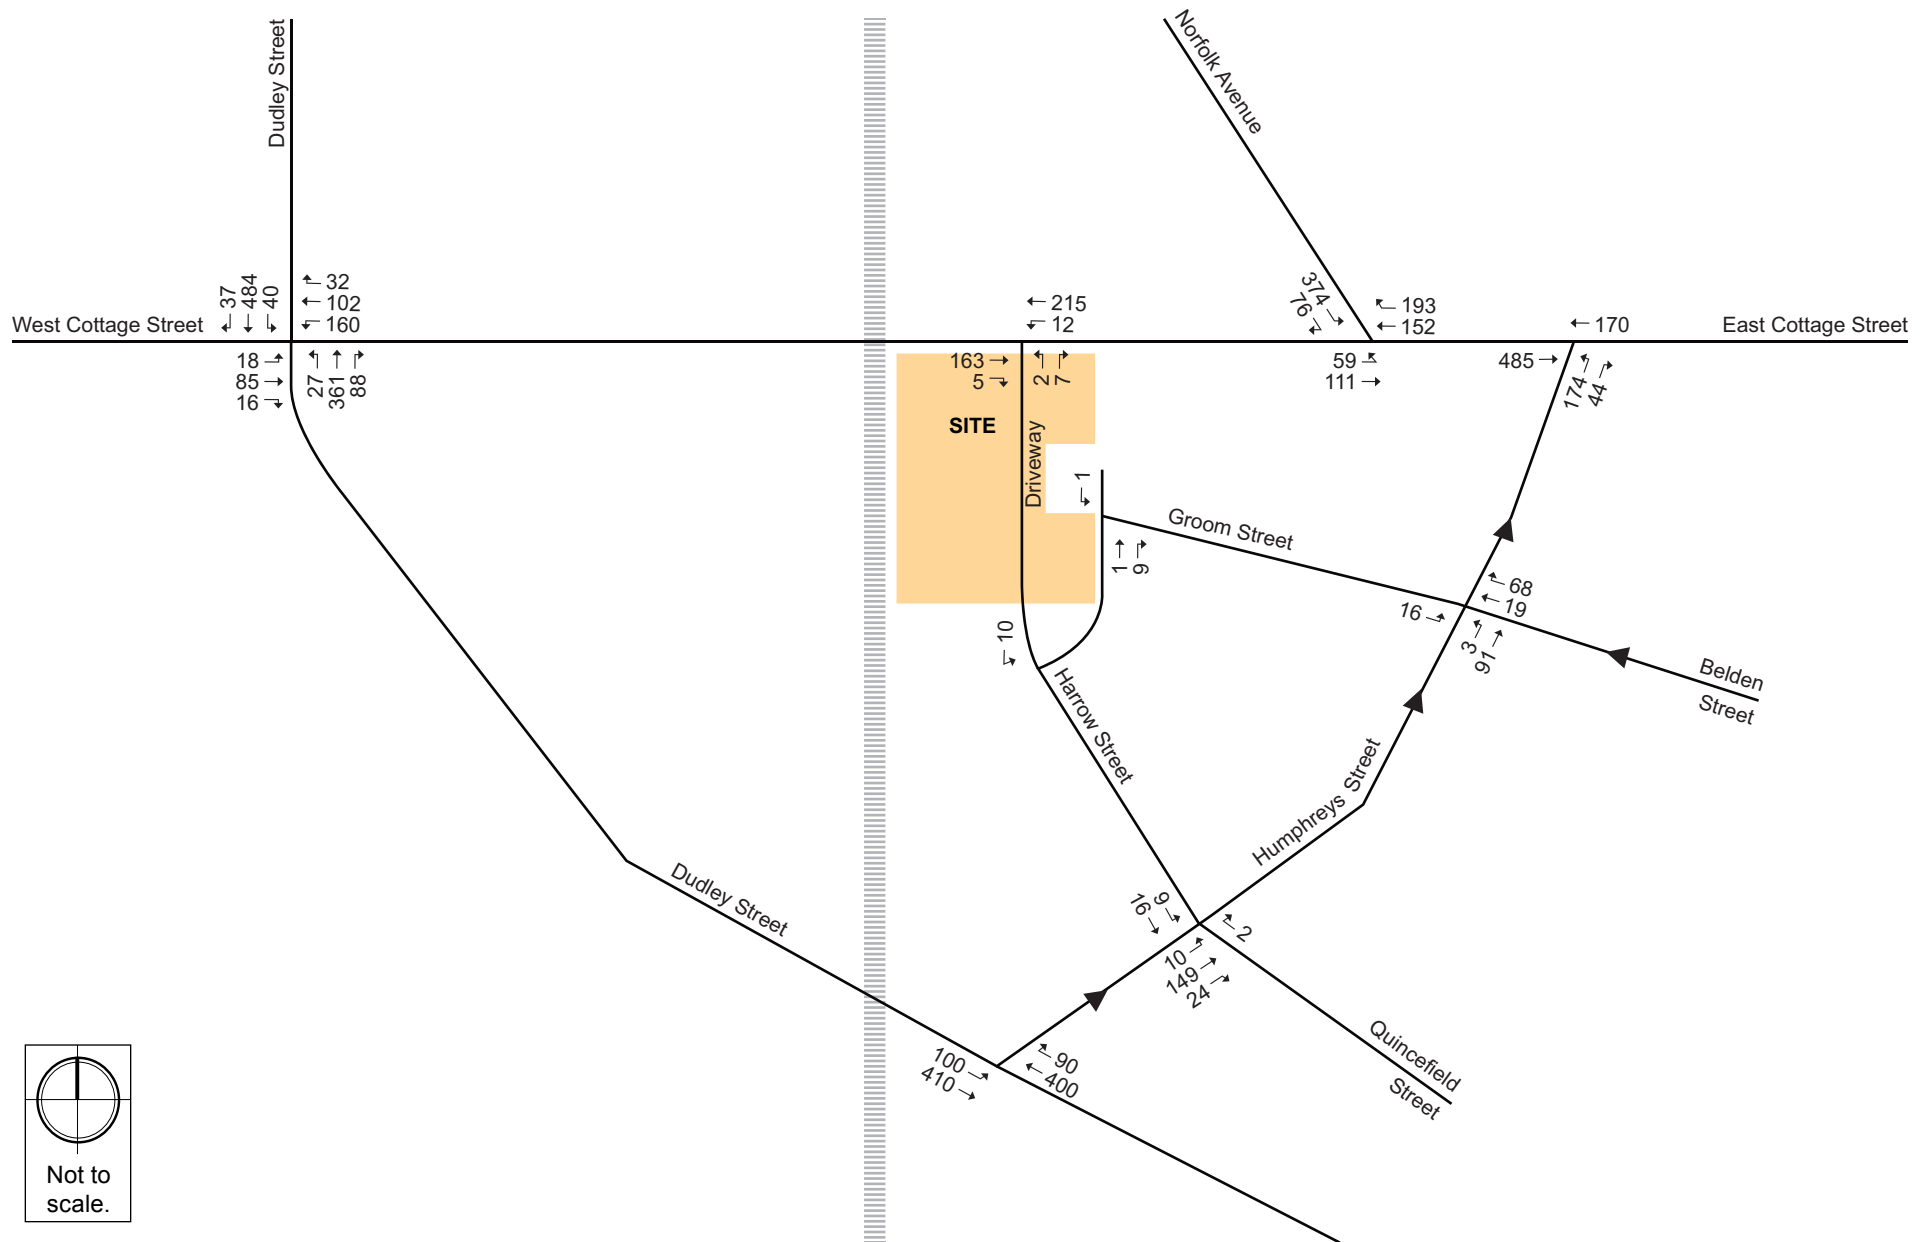 Dudley Street
Norfolk Avenue
37
484
40
32
102
160
West Cottage Street
18
85
16
27
361
88
215
12
163
5
2
7
SITE
Driveway
374
76
193
152
59
111
170
East Cottage Street
485
174
44
1
Groom Street
1
9
10
68
19
16
3
91
Belden
Street
Harrow Street
Humphreys Street
Dudley Street
9
16
2
10
149
24
Quincefield
Street
100
410
90
400
Not to
scale.